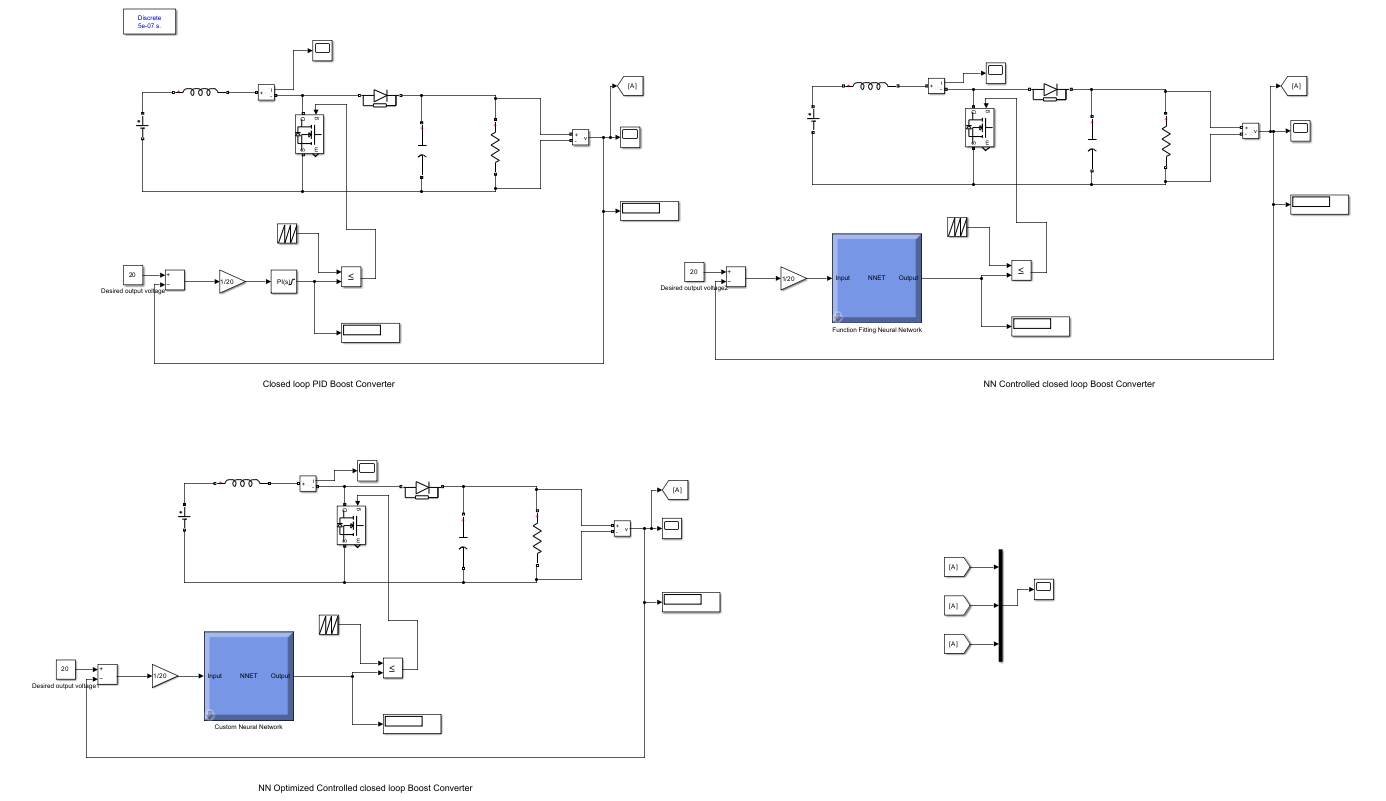 Discrete
5e-07 s.
[A]
[A]
20
Desired output voltage
1/20
PI(s)
≤
Closed loop PID Boost Converter
20
Desired output voltage2
1/20
Input
NNET
Output
Function Fitting Neural Network
≤
NN Controlled closed loop Boost Converter
[A]
20
Desired output voltage1
1/20
Input
NNET
Output
Custom Neural Network
≤
NN Optimized Controlled closed loop Boost Converter
[A]
[A]
[A]